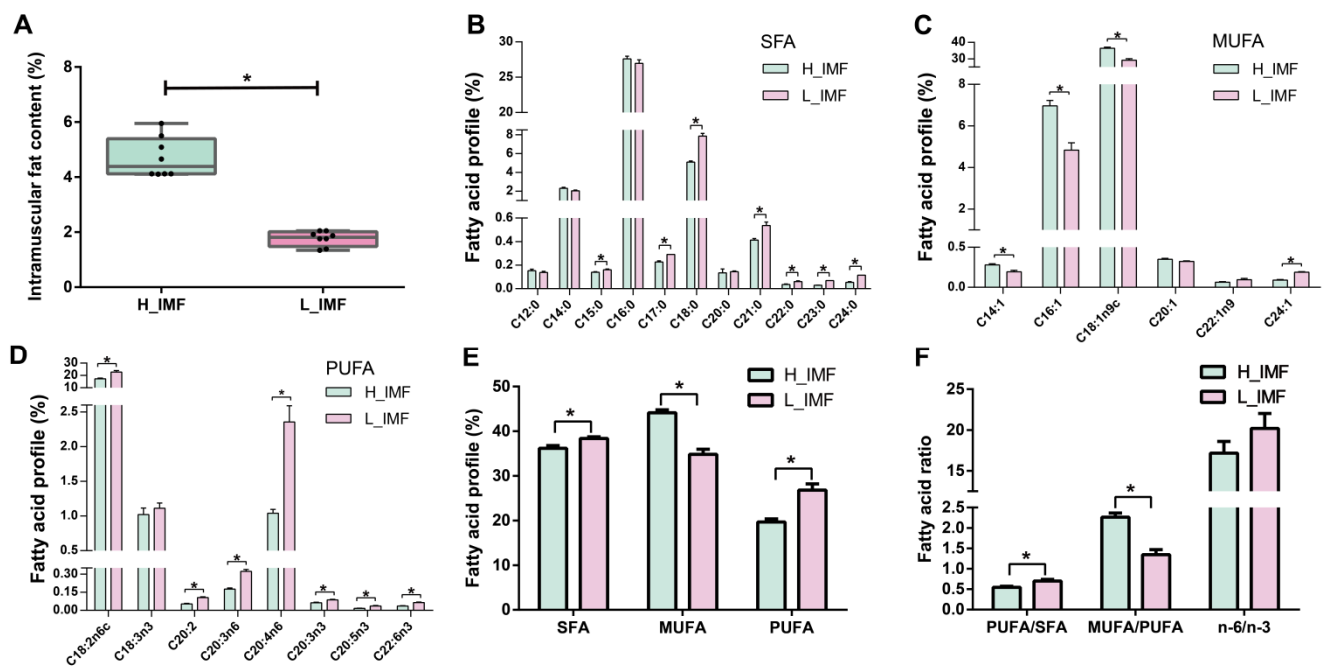 A
Intramuscular fat content (%)
8
6
4
2
0
*
H_IMF
L_IMF
B
Fatty acid profile (%)
30
25
20
15
10
8
6
4
2
0.6
0.4
0.2
0.0
SFA
H_IMF
L_IMF
*
*
*
*
*
*
*
C12:0
C14:0
C15:0
C16:0
C17:0
C18:0
C20:0
C21:0
C22:0
C23:0
C24:0
C
Fatty acid profile (%)
40
30
8
6
4
0.5
0.0
MUFA
H_IMF
L_IMF
*
*
*
*
C14:1
C16:1
C18:1n9c
C20:1
C22:1n9
C24:1
D
Fatty acid profile (%)
30
20
10
2.5
2.0
1.5
1.0
0.5
0.30
0.15
0.00
PUFA
H_IMF
L_IMF
*
*
*
*
*
*
*
C18:2n6c
C18:3n3
C20:2
C20:3n6
C20:4n6
C20:3n3
C20:5n3
C22:6n3
E
Fatty acid profile (%)
50
40
30
20
10
0
H_IMF
L_IMF
*
*
*
SFA
MUFA
PUFA
F
Fatty acid ratio
25
20
15
10
5
2.5
2.0
1.5
1.0
0.5
0.0
H_IMF
L_IMF
*
*
PUFA/SFA
MUFA/PUFA
n-6/n-3